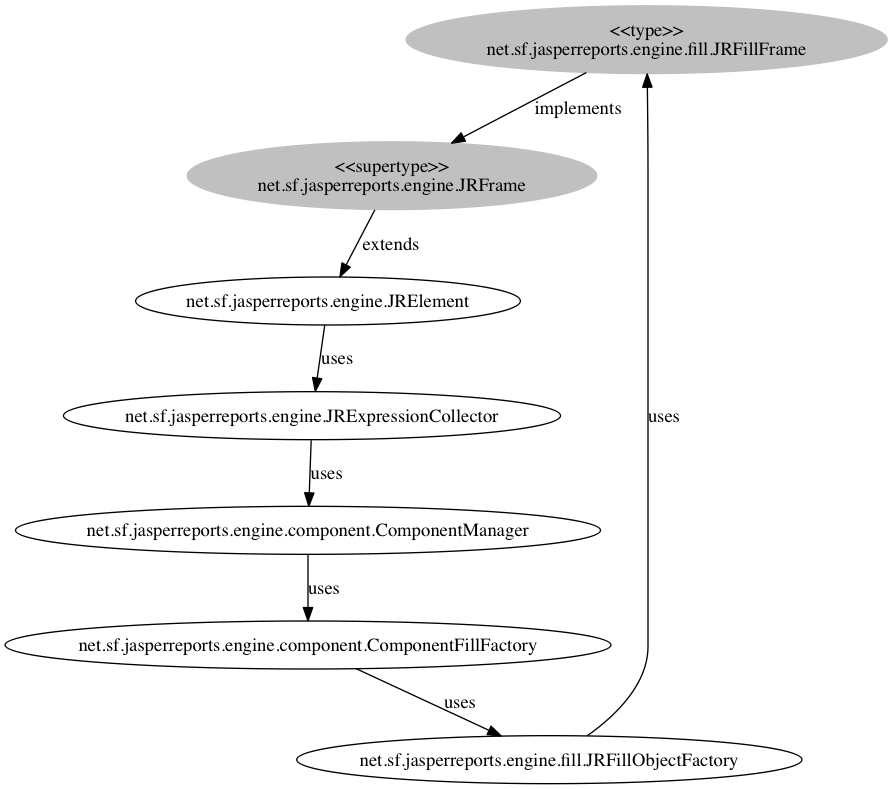 <<type>>
net.sf.jasperreports.engine.fill.JRFillFrame
implements
<<supertype>>
net.sf.jasperreports.engine.JRFrame
extends
net.sf.jasperreports.engine.JRElement
uses
net.sf.jasperreports.engine.JRExpressionCollector
uses
uses
net.sf.jasperreports.engine.component.ComponentManager
uses
net.sf.jasperreports.engine.component.ComponentFillFactory
uses
net.sf.jasperreports.engine.fill.JRFillObjectFactory